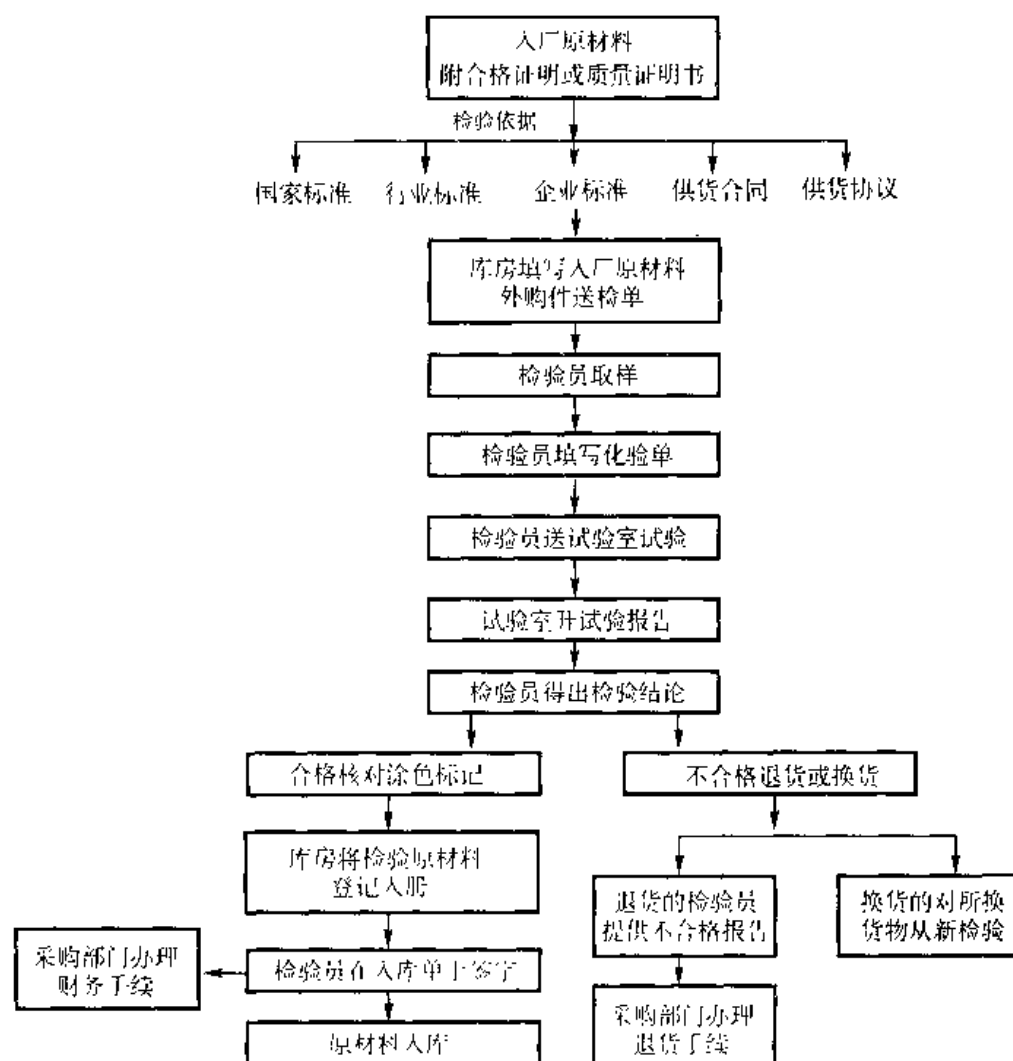 入厂原材料
附合格证明或质量证明书
检验依据
国家标准
行业标准
企业标准
供货合同
供货协议
库房填写入厂原材料
外购件送检单
检验员取样
检验员填写化验单
检验员送试验室试验
试验室开试验报告
检验员得出检验结论
合格核对涂色标记
不合格退货或换货
库房将检验原材料
登记入册
退货的检验员
提供不合格报告
换货的对所换
货物从新检验
采购部门办理
财务手续
检验员在入库单上签字
采购部门办理
退货手续
原材料入库